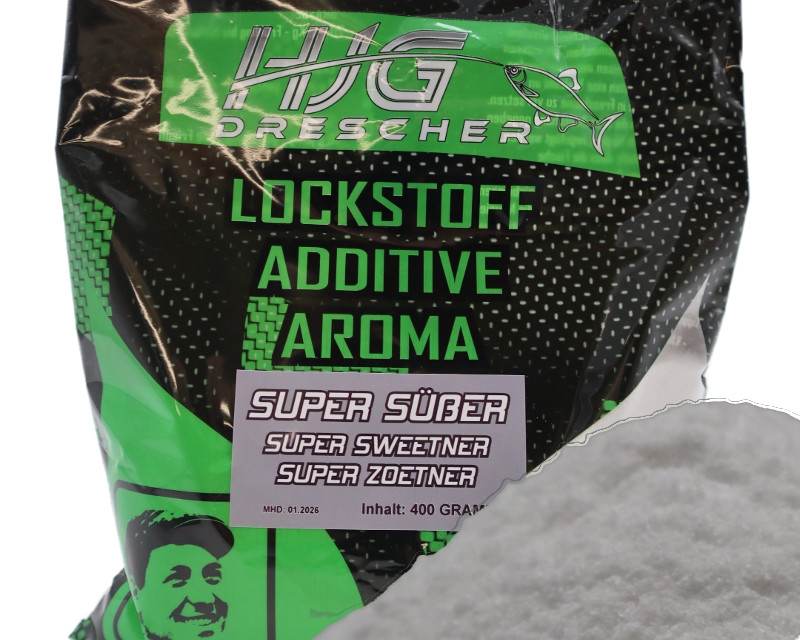 HJG
DRESCHER
LOCKSTOFF
ADDITIVE
AROMA
SUPER SÜßER
SUPER SWEETNER
SUPER ZOETNER
MHD: 01.2026 Inhalt: 400 GRAM